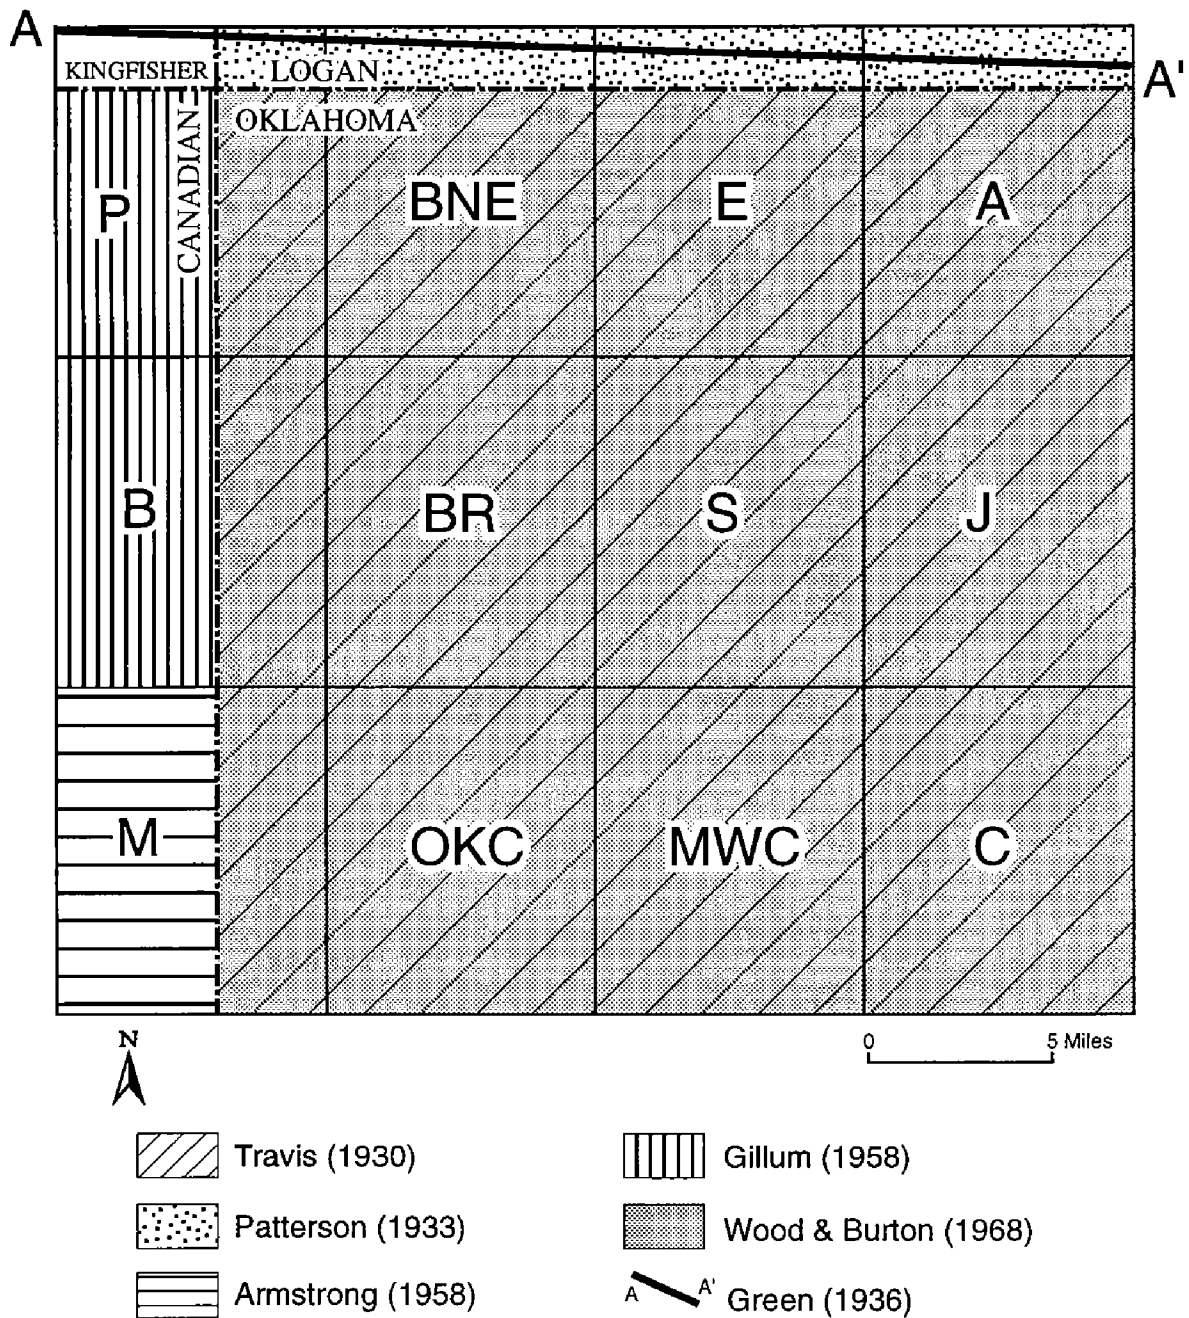 A
KINGFISHER
LOGAN
A'
OKLAHOMA
CANADIAN
P
BNE
E
A
B
BR
S
J
M
OKC
MWC
C
N
0
5 Miles
Travis (1930)
Gillum (1958)
Patterson (1933)
Wood & Burton (1968)
Armstrong (1958)
A
A'
Green (1936)